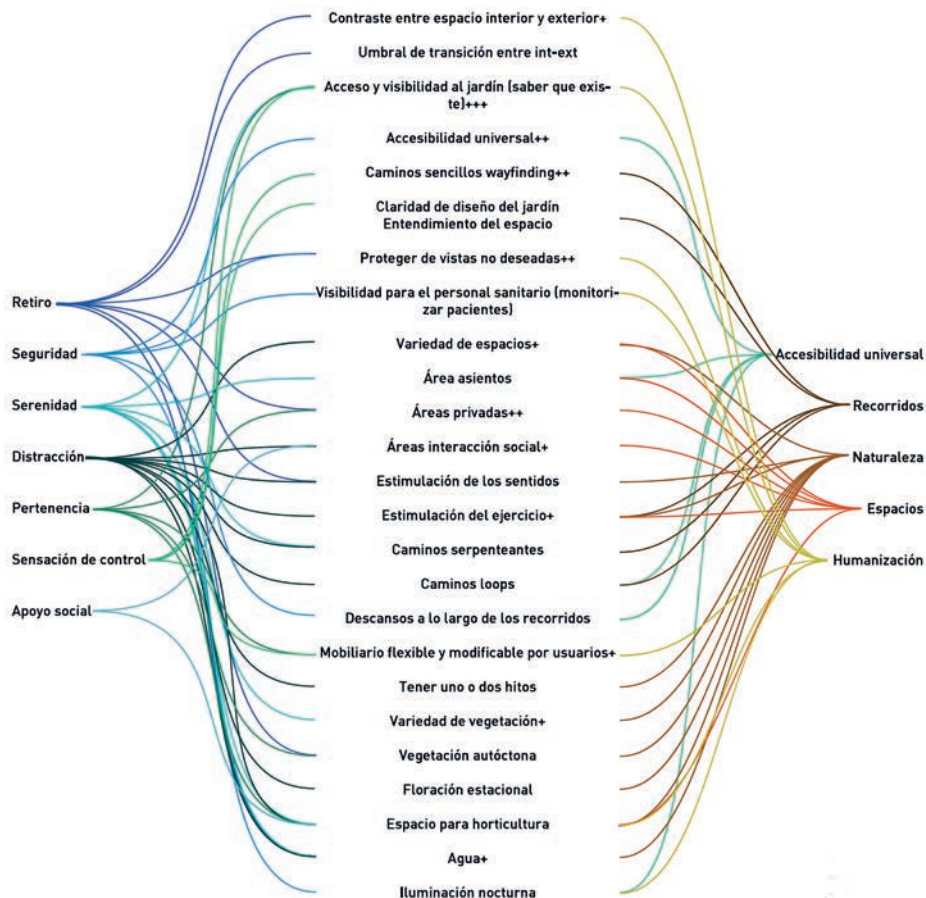 Contraste entre espacio interior y exterior+
Umbral de transición entre int-ext
Acceso y visibilidad al jardín (saber que exis-
te)+++
Accesibilidad universal++
Caminos sencillos wayfinding++
Claridad de diseño del jardín
Entendimiento del espacio
Proteger de vistas no deseadas++
Visibilidad para el personal sanitario (monitori-
zar pacientes)
Variedad de espacios+
Área asientos
Áreas privadas++
Áreas interacción social+
Estimulación de los sentidos
Estimulación del ejercicio+
Caminos serpenteantes
Caminos loops
Descansos a lo largo de los recorridos
Mobiliario flexible y modificable por usuarios+
Tener uno o dos hitos
Variedad de vegetación+
Vegetación autóctona
Floración estacional
Espacio para horticultura
Agua+
Iluminación nocturna
Retiro
Seguridad
Serenidad
Distracción
Pertenencia
Sensación de control
Apoyo social
Accesibilidad universal
Recorridos
Naturaleza
Espacios
Humanización